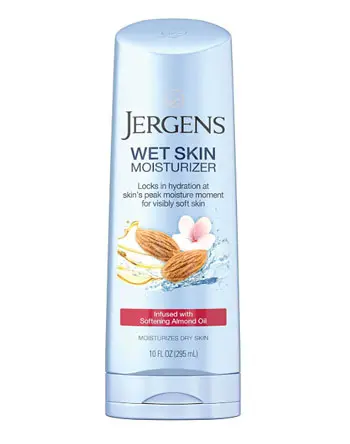 JERGENS
WET SKIN
MOISTURIZER
Locks in hydration at
skin's peak moisture moment
for visibly soft skin
Infused with
Softening Almond Oil
MOISTURIZES DRY SKIN
10 FL OZ (295 mL)